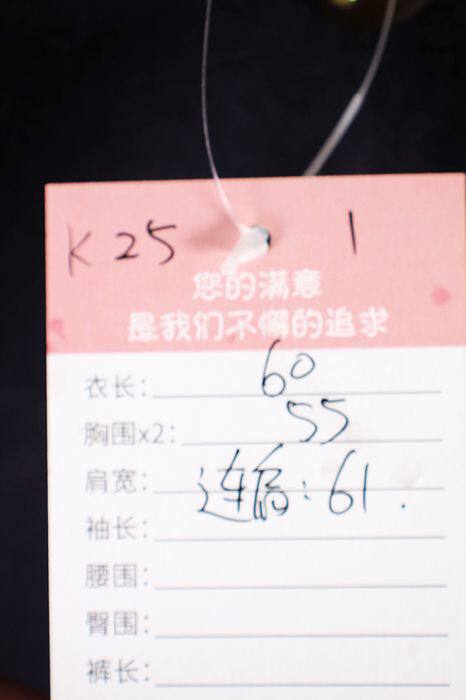 K 25 1
您的满意
是我们不懈的追求
衣长: 60
胸围x2: 55
肩宽: 连肩: 61.
袖长:
腰围:
臀围:
裤长: